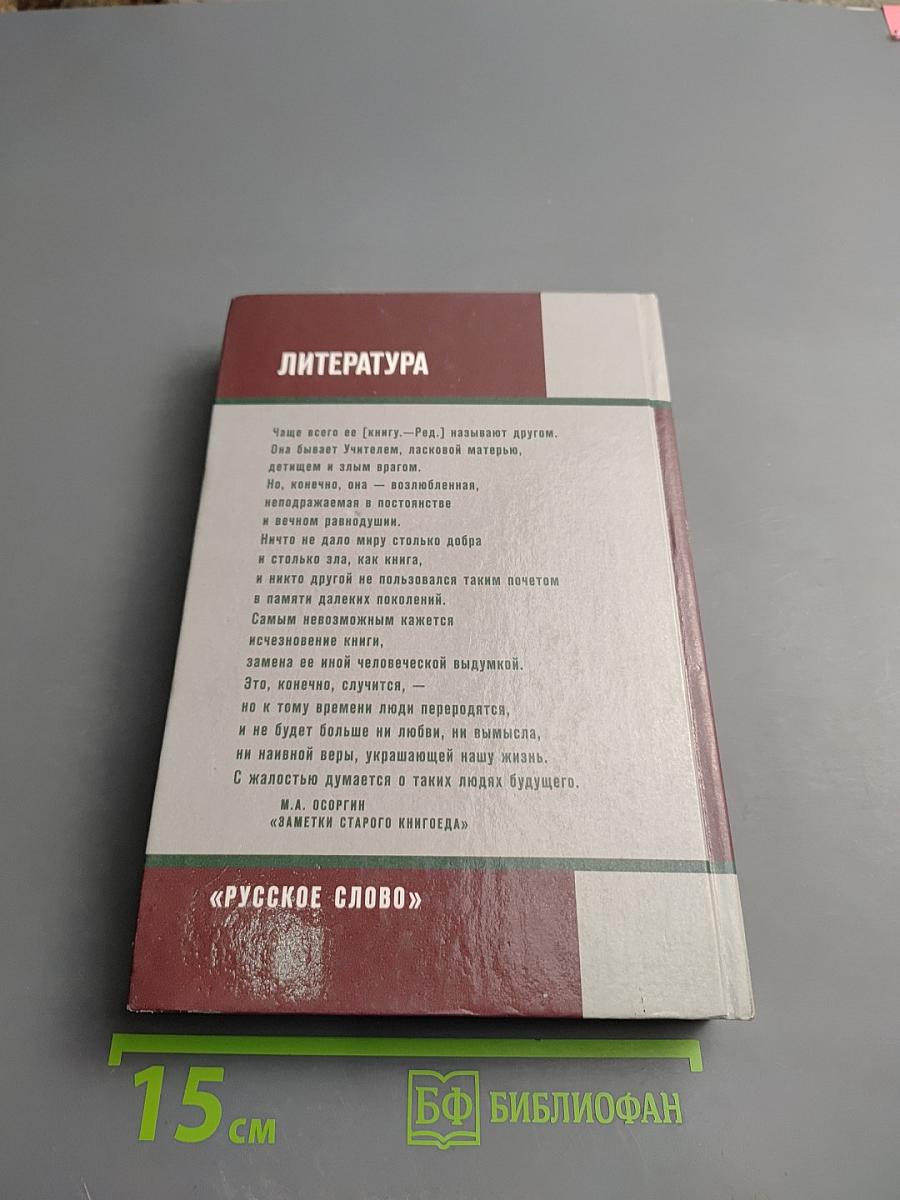 ЛИТЕРАТУРА
Чаще всего ее [книгу.—Ред.] называют другом.
Она бывает Учителем, ласковой матерью,
детищем и злым врагом.
Но, конечно, она — возлюбленная,
неподражаемая в постоянстве
и вечном равнодушии.
Ничто не дало миру столько добра
и столько зла, как книга,
и никто другой не пользовался таким почетом
в памяти далеких поколений.
Самым невозможным кажется
исчезновение книги,
замена ее иной человеческой выдумкой.
Это, конечно, случится, —
но к тому времени люди переродятся,
и не будет больше ни любви, ни вымысла,
ни наивной веры, украшающей нашу жизнь.
С жалостью думается о таких людях будущего.
М.А. ОСОРГИН
«ЗАМЕТКИ СТАРОГО КНИГОЕДА»
«РУССКОЕ СЛОВО»
15 см
БФ БИБЛИОФАН